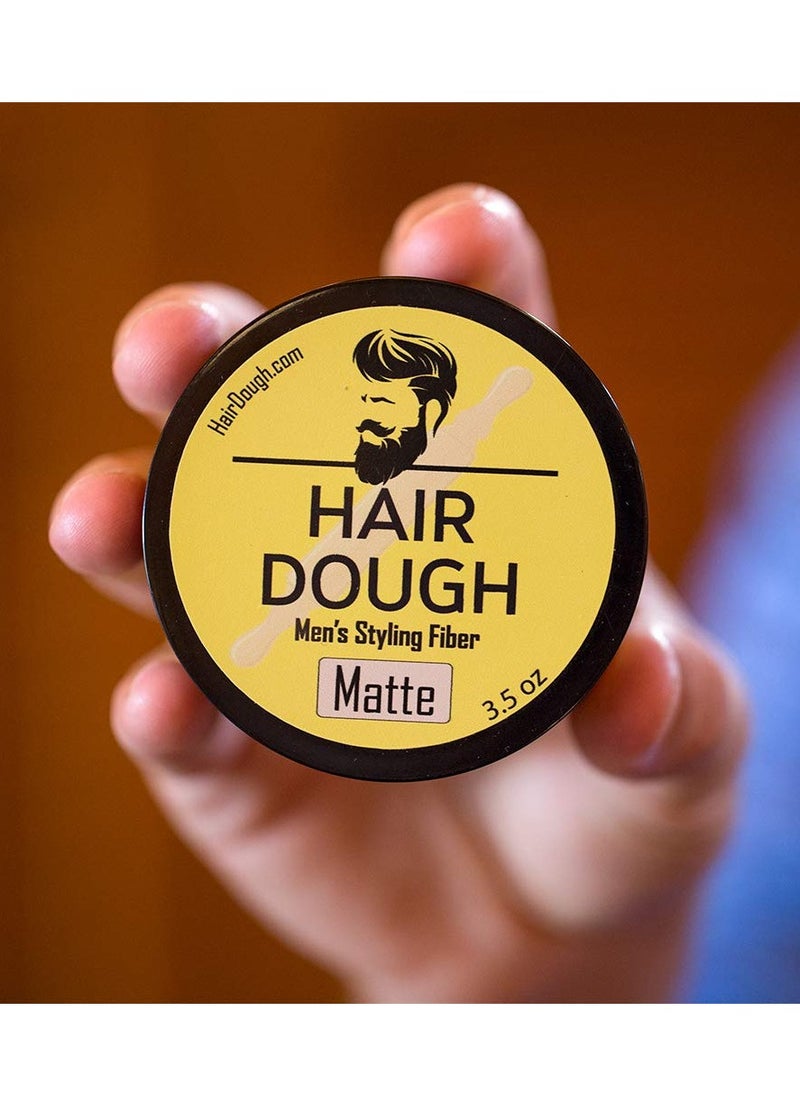 HairDough.com
HAIR
DOUGH
Men's Styling Fiber
Matte
3.5 oz